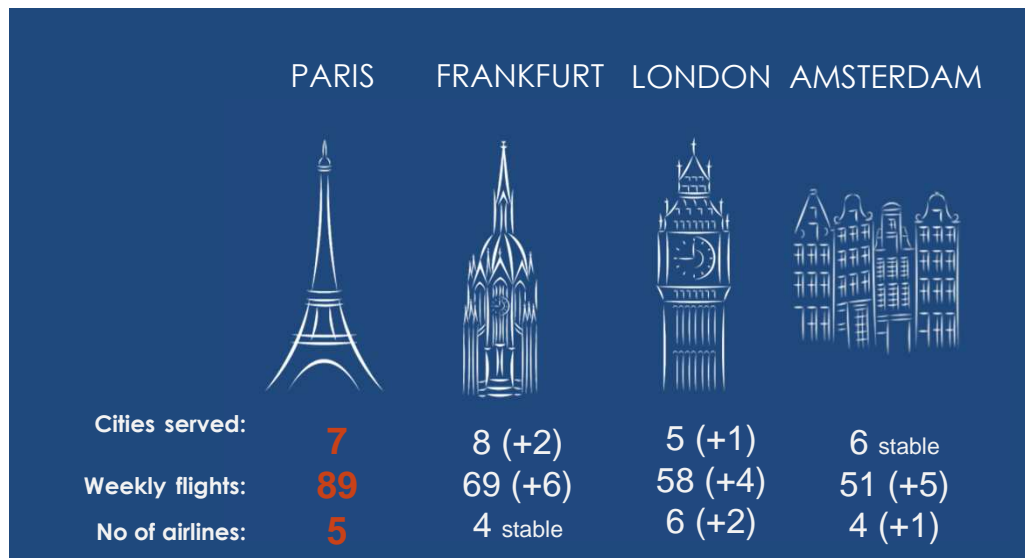 PARIS FRANKFURT LONDON AMSTERDAM
Cities served: 7 8 (+2) 5 (+1) 6 stable
Weekly flights: 89 69 (+6) 58 (+4) 51 (+5)
No of airlines: 5 4 stable 6 (+2) 4 (+1)